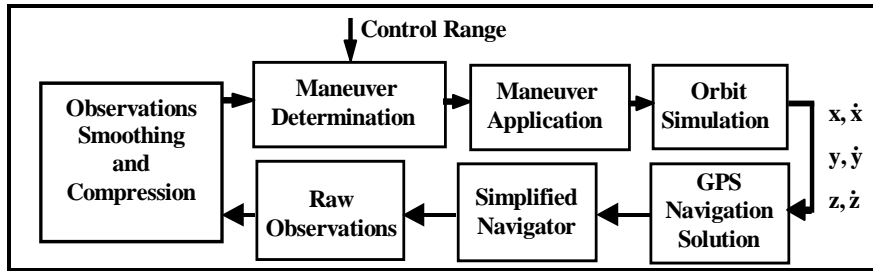 Control Range
Observations
Smoothing
and
Compression
Maneuver
Determination
Maneuver
Application
Orbit
Simulation
x, ẋ
y, ẏ
z, ż
GPS
Navigation
Solution
Simplified
Navigator
Raw
Observations